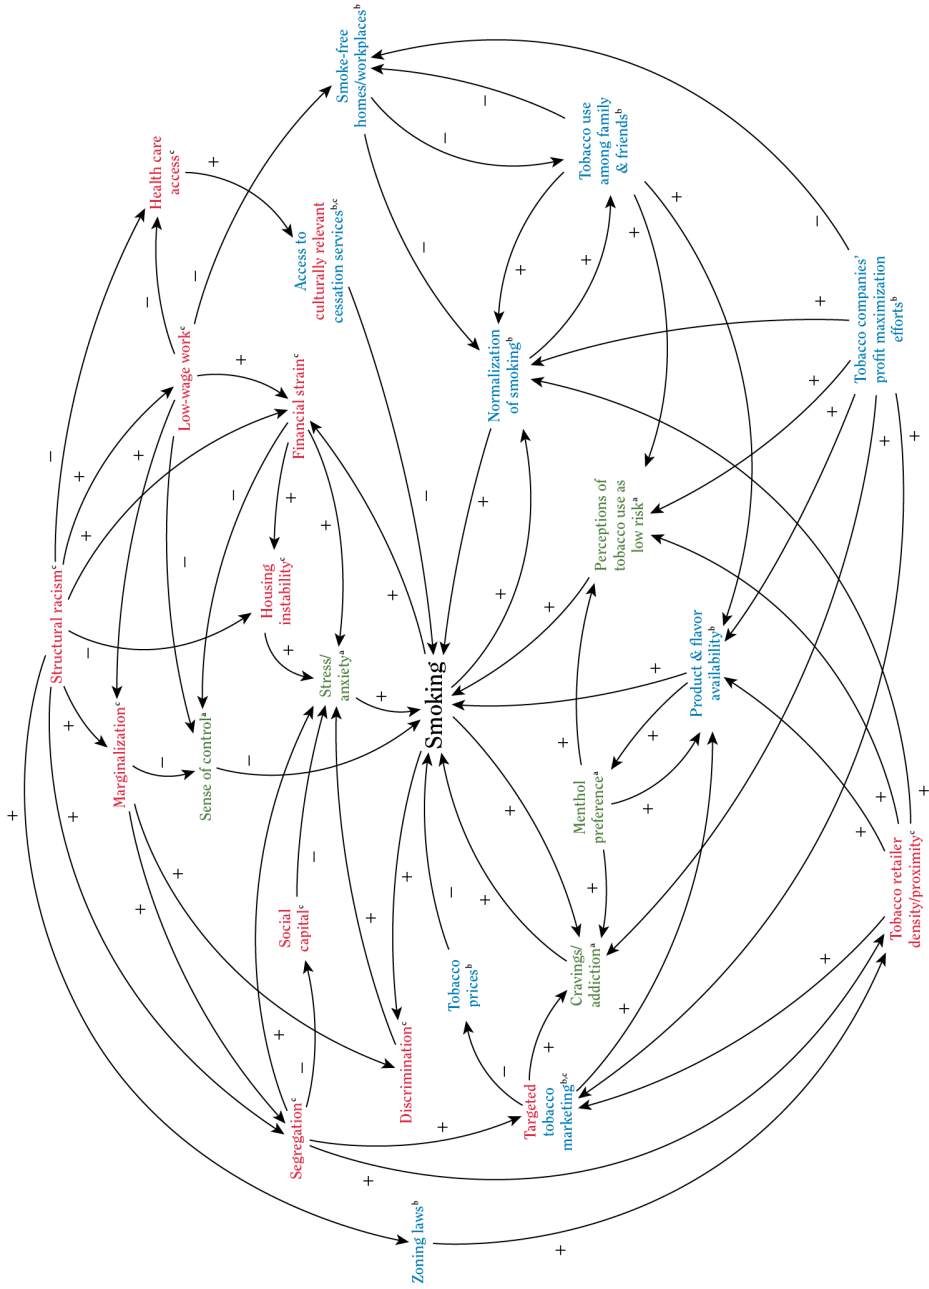 Zoning laws^b
Segregation^c
Discrimination^c
Targeted
tobacco
marketing^b,c
Tobacco
prices^b
Social
capital^c
Cravings/
addiction^a
Tobacco retailer
density/proximity^c
Marginalization^c
Sense of control^a
Menthol
preference^a
Structural racism^c
Housing
instability^c
Stress/
anxiety^a
Smoking
Product & flavor
availability^b
Perceptions of
tobacco use as
low risk^a
Low-wage work^c
Financial strain^c
Normalization
of smoking^b
Tobacco companies’
profit maximization
efforts^b
Health care
access^c
Access to
culturally relevant
cessation services^b,c
Smoke-free
homes/workplaces^b
Tobacco use
among family
& friends^b